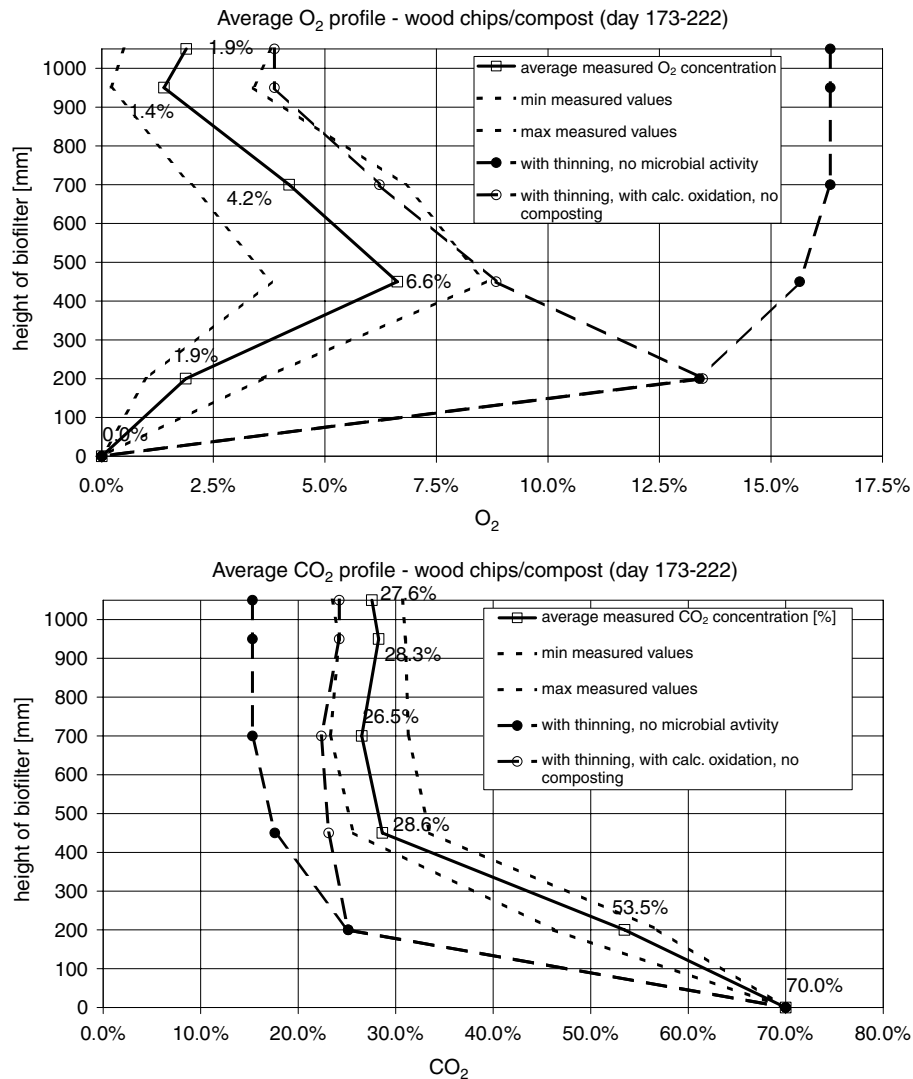 Average O2 profile - wood chips/compost (day 173-222)
height of biofilter [mm]
1000
900
800
700
600
500
400
300
200
100
0
1.9%
1.4%
4.2%
6.6%
1.9%
0.0%
average measured O2 concentration
min measured values
max measured values
with thinning, no microbial activity
with thinning, with calc. oxidation, no
composting
0.0% 2.5% 5.0% 7.5% 10.0% 12.5% 15.0% 17.5%
O2
Average CO2 profile - wood chips/compost (day 173-222)
height of biofilter [mm]
1000
900
800
700
600
500
400
300
200
100
0
27.6%
28.3%
26.5%
28.6%
53.5%
70.0%
average measured CO2 concentration [%]
min measured values
max measured values
with thinning, no microbial avtivity
with thinning, with calc. oxidation, no
composting
0.0% 10.0% 20.0% 30.0% 40.0% 50.0% 60.0% 70.0% 80.0%
CO2